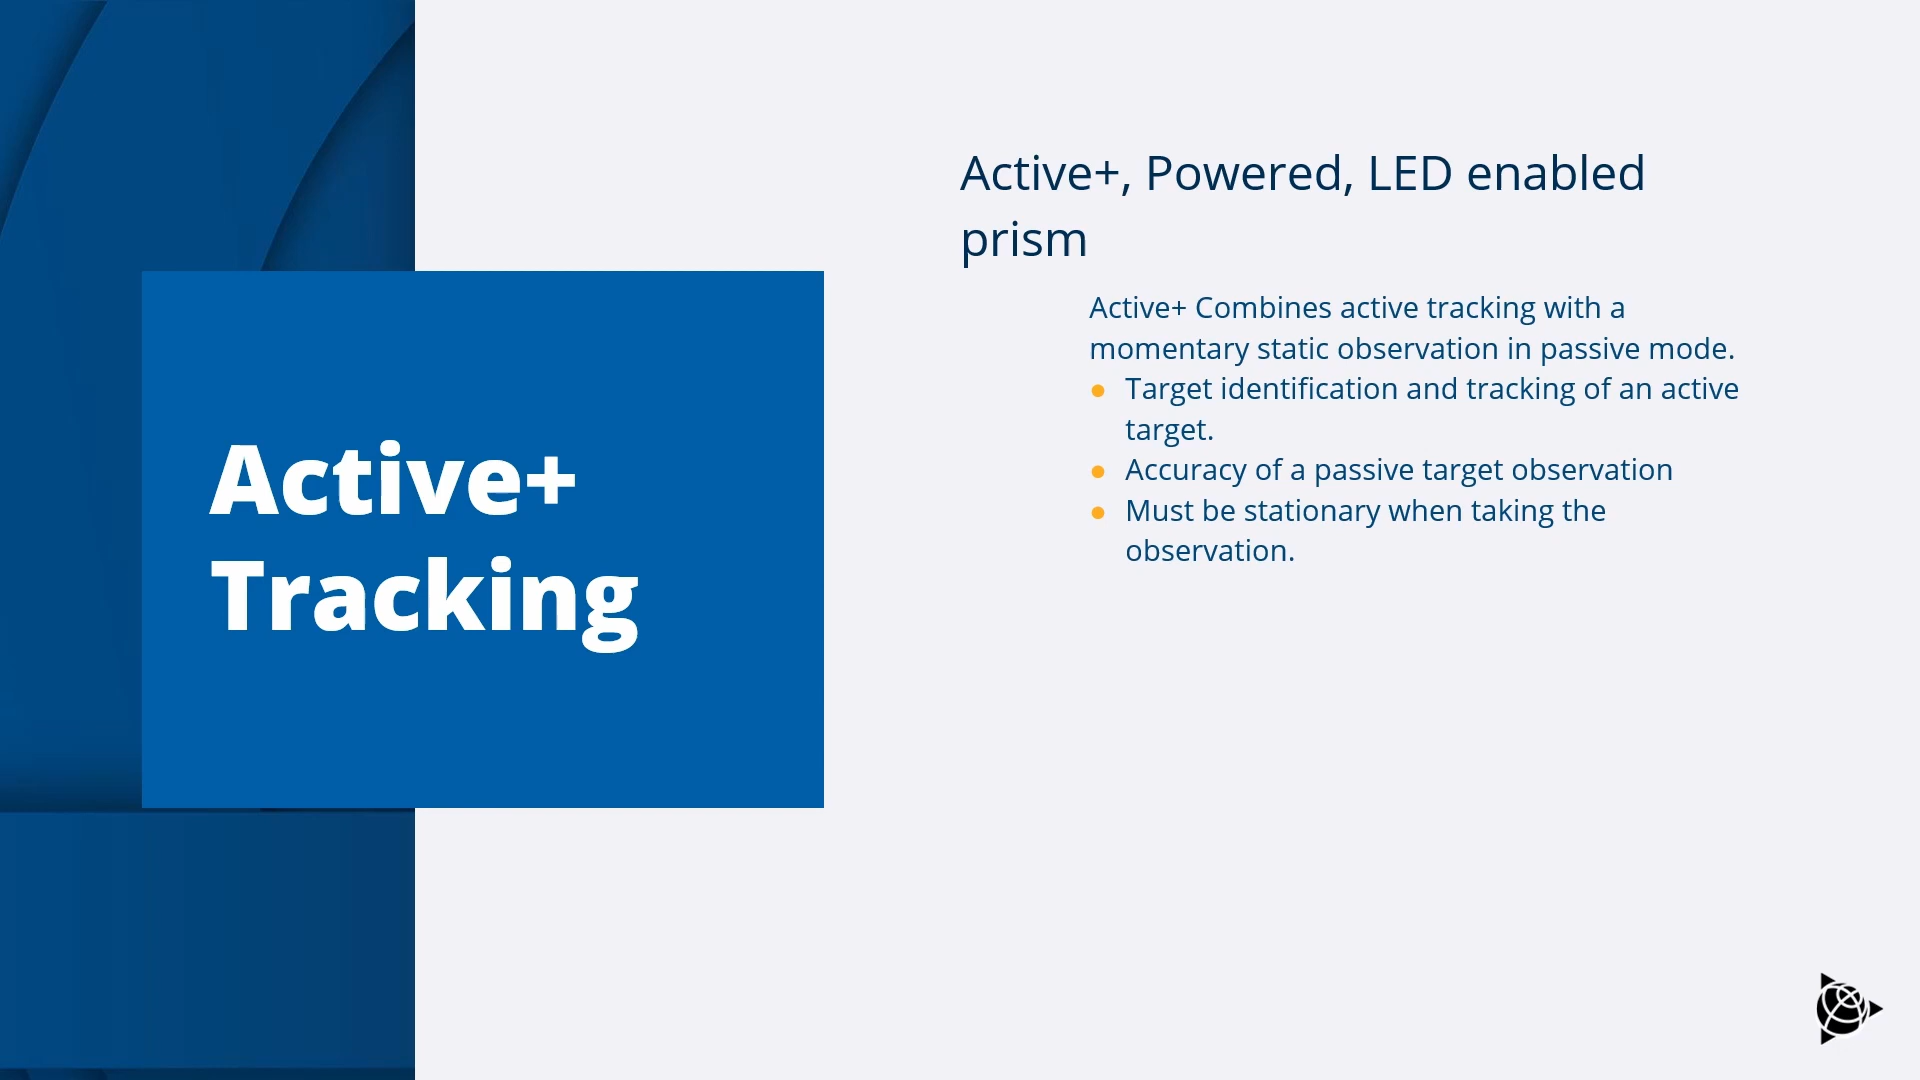 Active+
Tracking
Active+, Powered, LED enabled
prism
Active+ Combines active tracking with a
momentary static observation in passive mode.
● Target identification and tracking of an active
target.
● Accuracy of a passive target observation
● Must be stationary when taking the
observation.